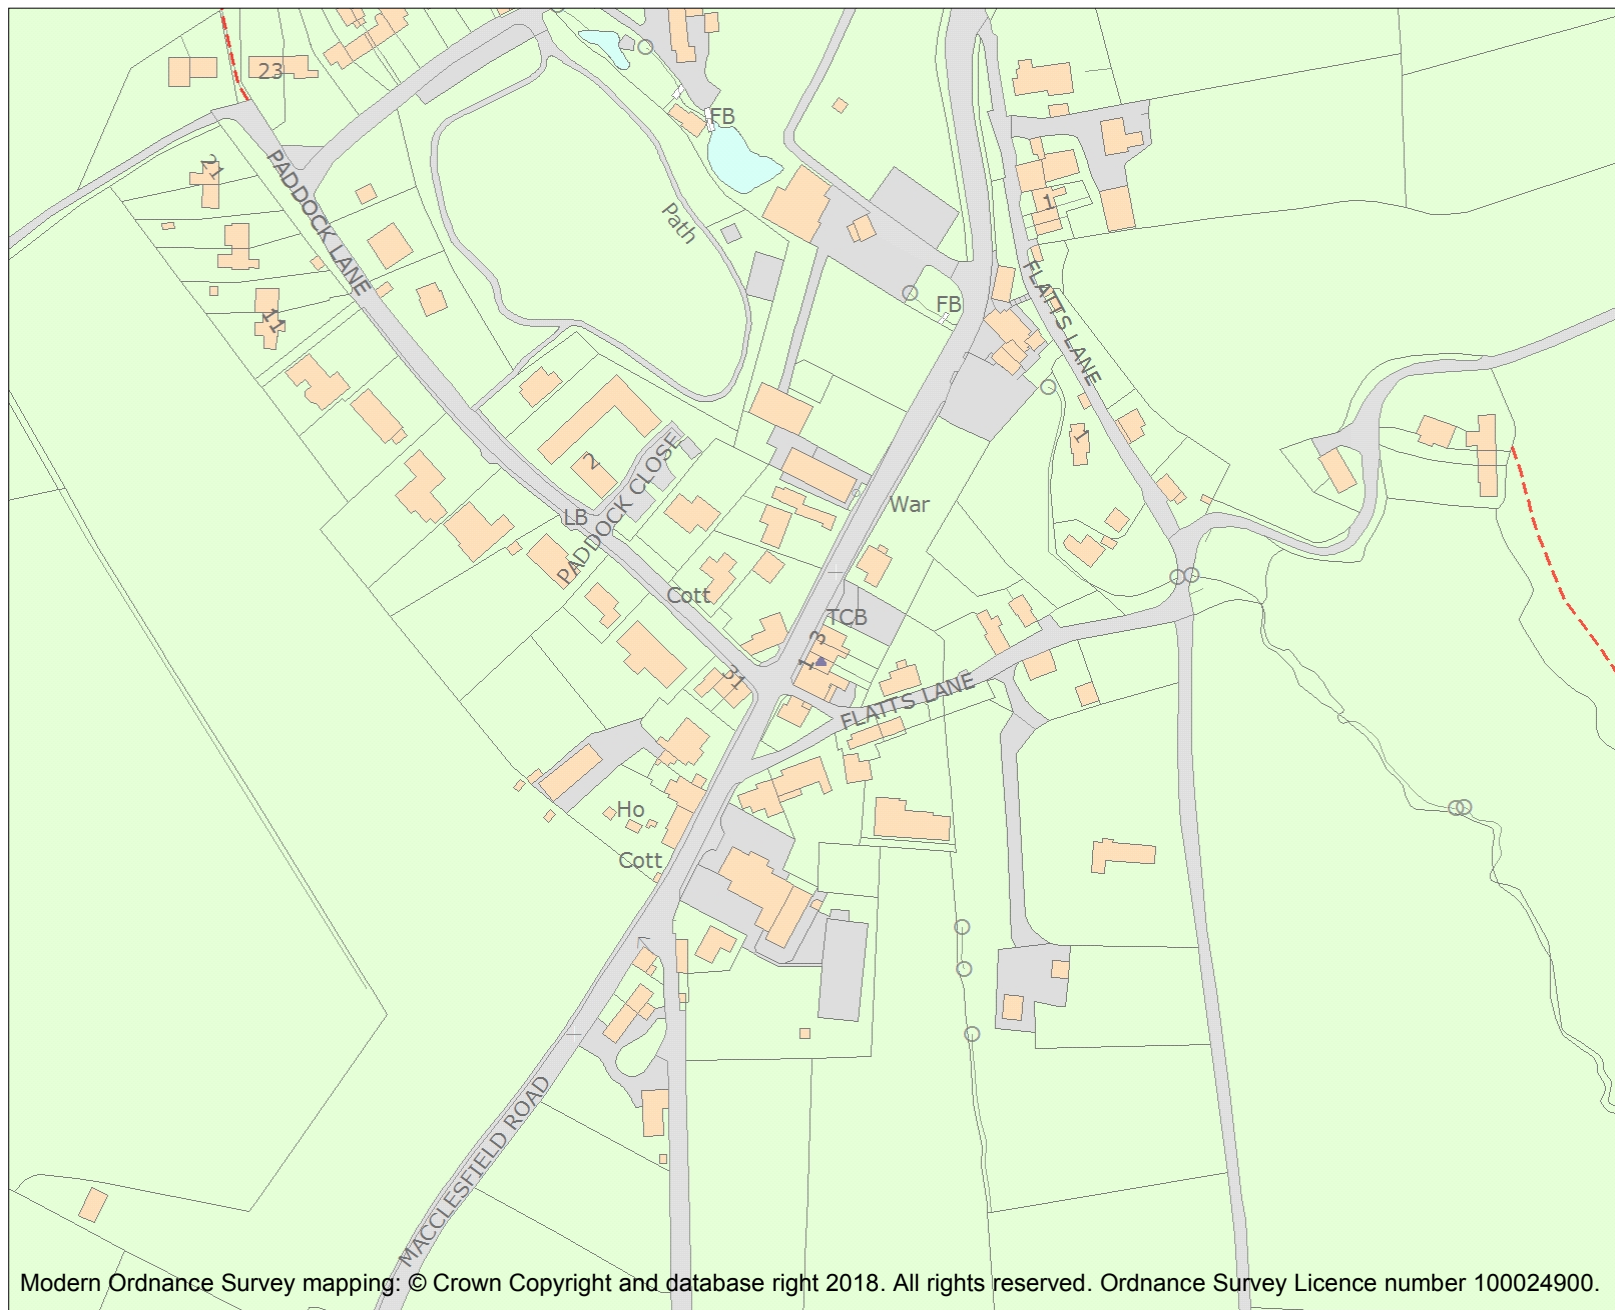 23
FB
21
PADDOCK LANE
Path
1
FLATTS LANE
FB
11
1
2
PADDOCK CLOSE
War
LB
Cott
TCB
3
1
31
FLATTS LANE
Ho
Cott
MACCLESFIELD ROAD
Modern Ordnance Survey mapping: © Crown Copyright and database right 2018. All rights reserved. Ordnance Survey Licence number 100024900.